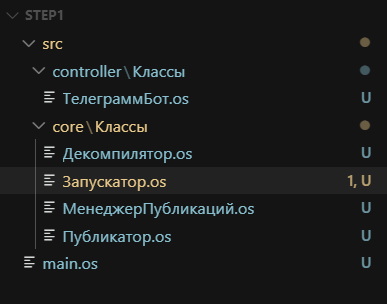 STEP1
src
controller\Классы
ТелеграммБот.os U
core\Классы
Декомпилятор.os U
Запускатор.os 1, U
МенеджерПубликаций.os U
Публикатор.os U
main.os U